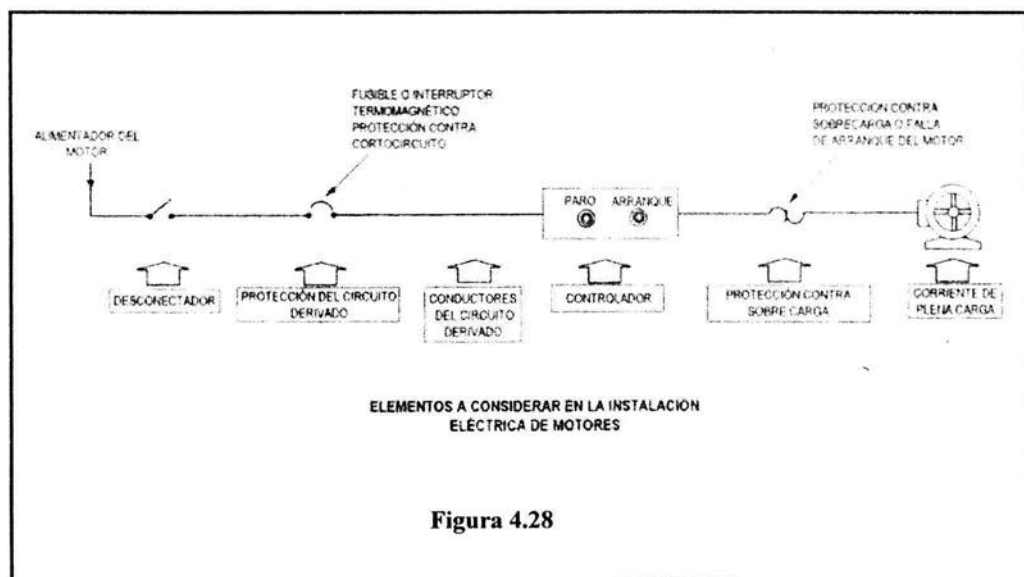 ALIMENTADOR DEL
MOTOR
FUSIBLE O INTERRUPTOR
TERMOMAGNÉTICO
PROTECCIÓN CONTRA
CORTOCIRCUITO
PROTECCIÓN CONTRA
SOBRECARGA O FALLA
DE ARRANQUE DEL MOTOR
PARO ARRANQUE
DESCONECTADOR
PROTECCIÓN DEL CIRCUITO
DERIVADO
CONDUCTORES
DEL CIRCUITO
DERIVADO
CONTROLADOR
PROTECCIÓN CONTRA
SOBRE CARGA
CORRIENTE DE
PLENA CARGA
ELEMENTOS A CONSIDERAR EN LA INSTALACIÓN
ELÉCTRICA DE MOTORES
Figura 4.28